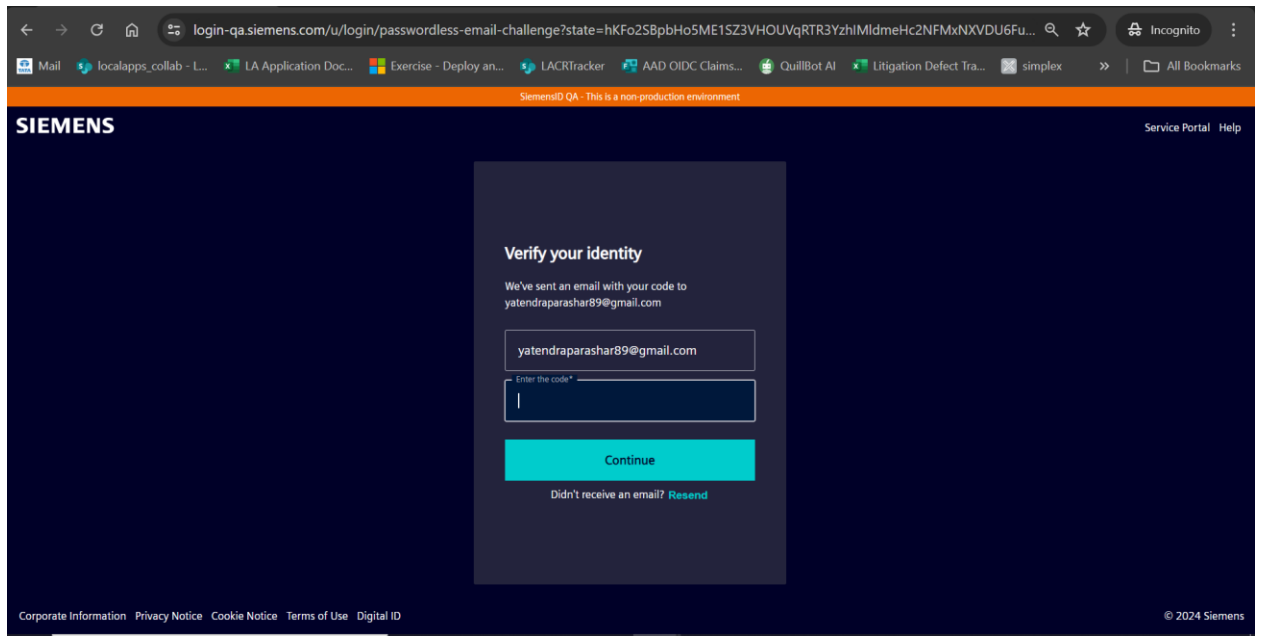 login-qa.siemens.com/u/login/passwordless-email-challenge?state=hKFo2SBpbHo5ME1SZ3VHOUVqRTR3YzhIMldmeHc2NFMxNXVDU6Fu... Incognito
Mail localapps_collab - L... LA Application Doc... Exercise - Deploy an... LACRTracker AAD OIDC Claims... QuillBot AI Litigation Defect Tra... simplex » All Bookmarks
SiemensID QA - This is a non-production environment
SIEMENS
Service Portal Help
Verify your identity
We've sent an email with your code to
yatendraparashar89@gmail.com
yatendraparashar89@gmail.com
Enter the code*
Continue
Didn't receive an email? Resend
Corporate Information Privacy Notice Cookie Notice Terms of Use Digital ID © 2024 Siemens